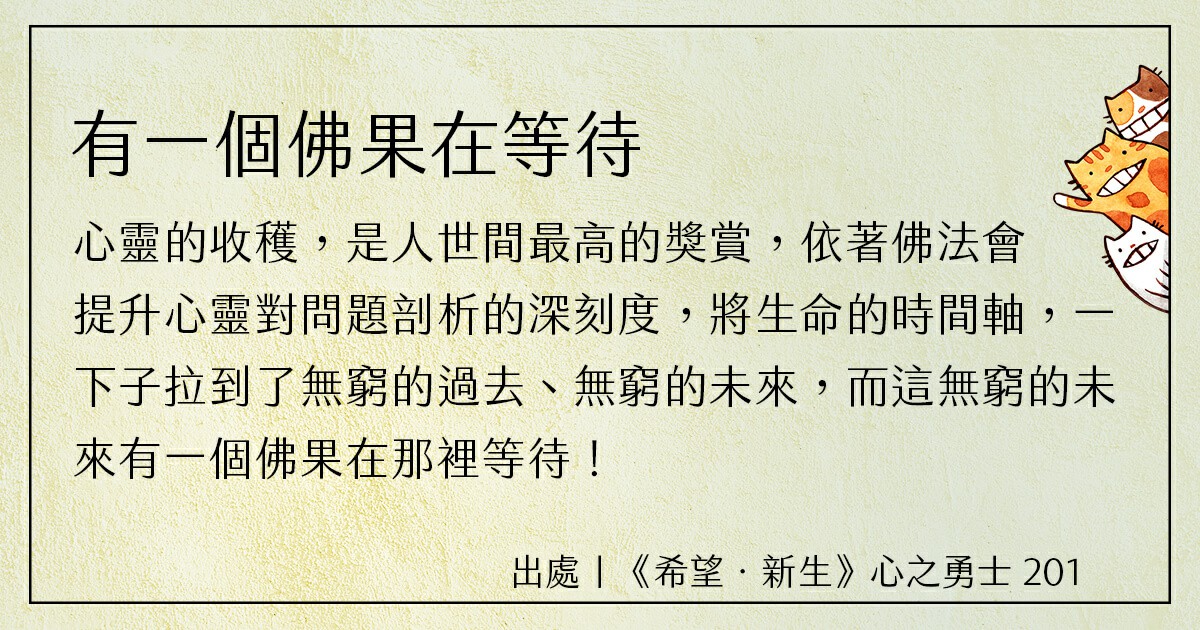 有一個佛果在等待
心靈的收穫，是人世間最高的獎賞，依著佛法會
提升心靈對問題剖析的深刻度，將生命的時間軸，一
下子拉到了無窮的過去、無窮的未來，而這無窮的未
來有一個佛果在那裡等待！
出處｜《希望．新生》心之勇士 201